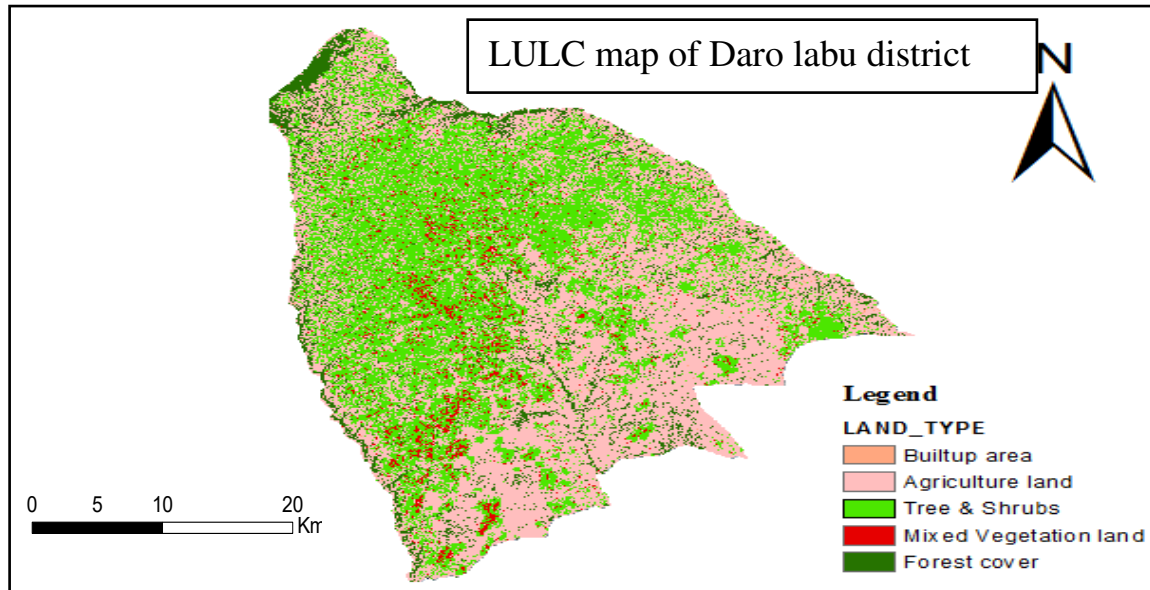 LULC map of Daro labu district
N
Legend
LAND_TYPE
Builtup area
Agriculture land
Tree & Shrubs
Mixed Vegetation land
Forest cover
0 5 10 20
Km